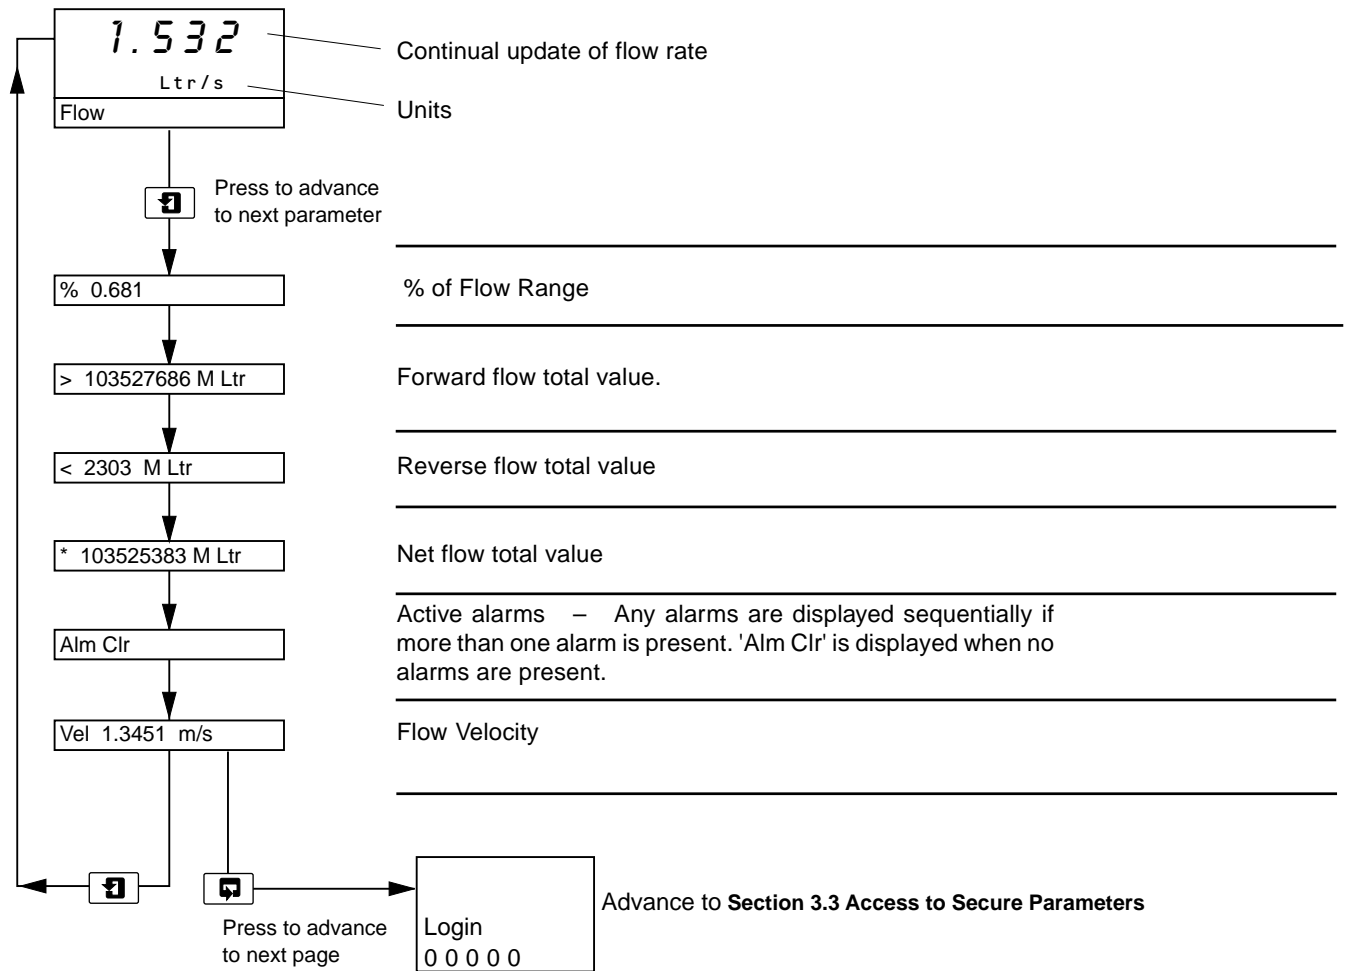 1.532
Continual update of flow rate
Ltr/s
Units
Flow
Press to advance
to next parameter
% 0.681
% of Flow Range
> 103527686 M Ltr
Forward flow total value.
< 2303 M Ltr
Reverse flow total value
* 103525383 M Ltr
Net flow total value
Alm Clr
Active alarms – Any alarms are displayed sequentially if
more than one alarm is present. 'Alm Clr' is displayed when no
alarms are present.
Vel 1.3451 m/s
Flow Velocity
Press to advance
to next page
Login
0 0 0 0 0
Advance to Section 3.3 Access to Secure Parameters